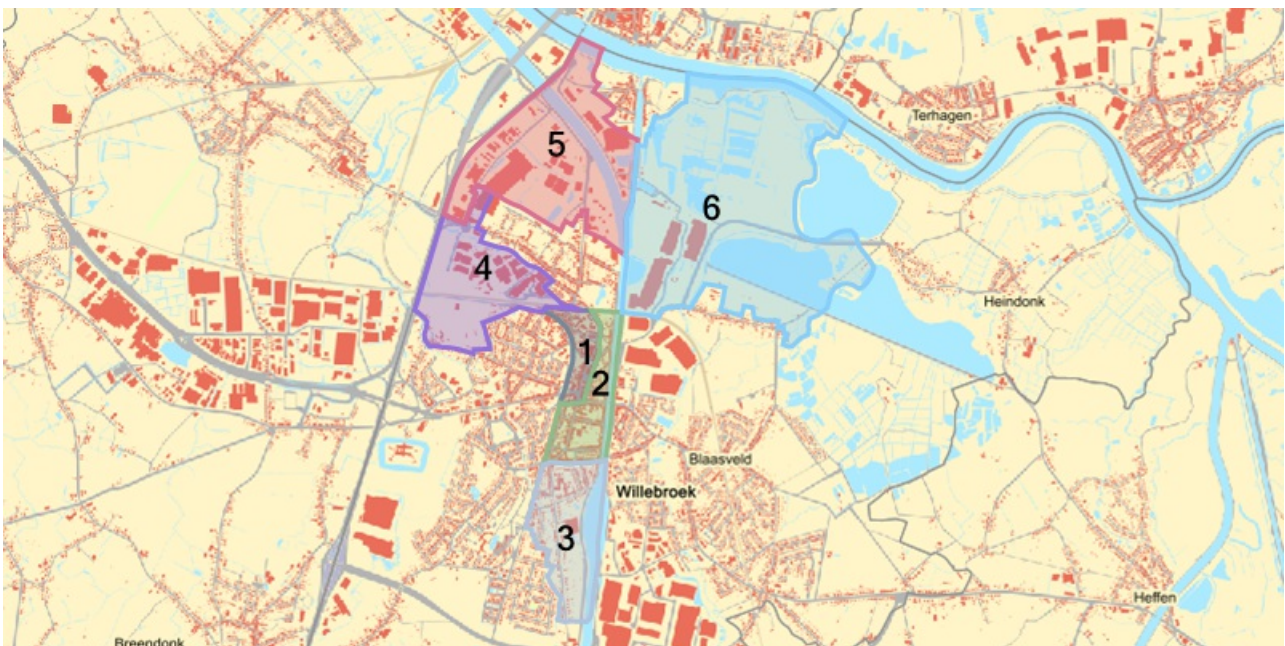 Terhagen
5
6
4
Heindonk
1
2
Blaasveld
Willebroek
3
Heffen
Breendonk